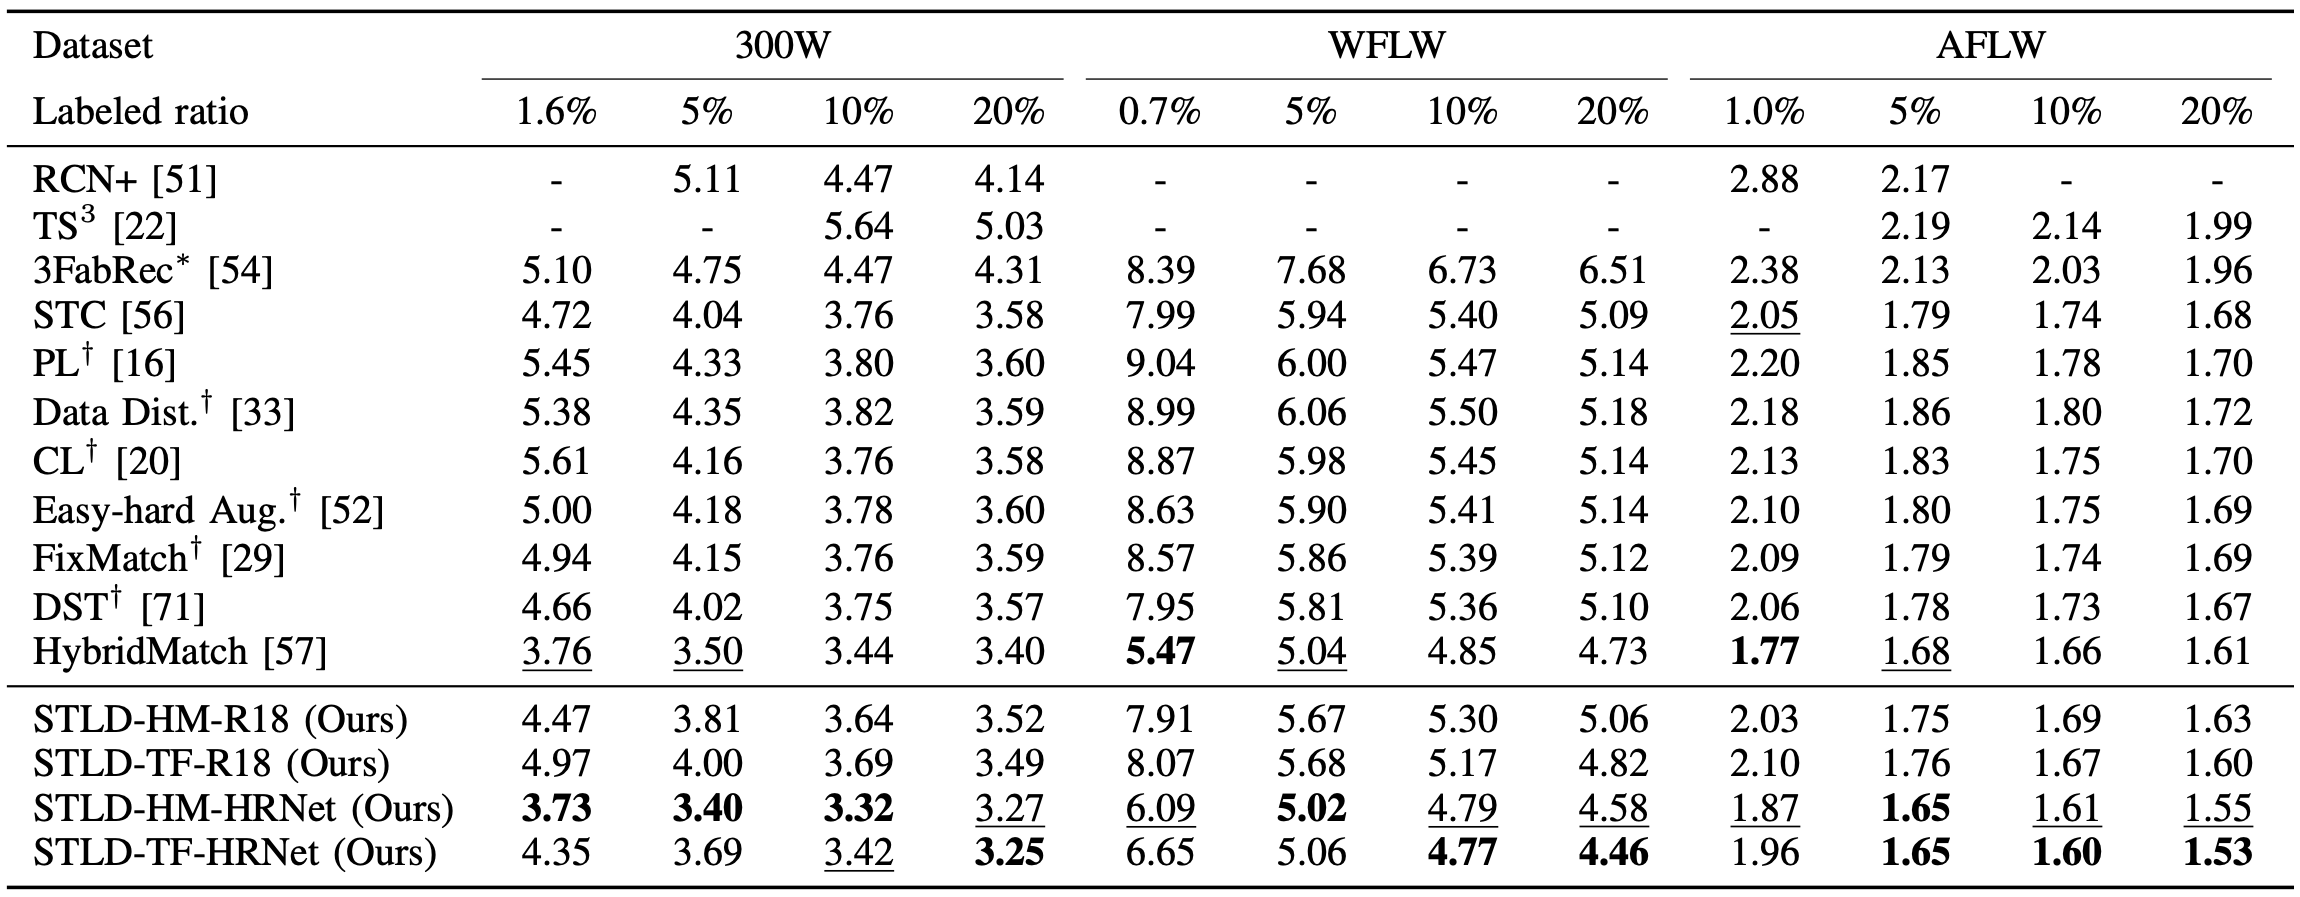 Dataset 300W WFLW AFLW
Labeled ratio 1.6% 5% 10% 20% 0.7% 5% 10% 20% 1.0% 5% 10% 20%
RCN+ [51] - 5.11 4.47 4.14 - - - - 2.88 2.17 - -
TS³ [22] - - 5.64 5.03 - - - - - 2.19 2.14 1.99
3FabRec* [54] 5.10 4.75 4.47 4.31 8.39 7.68 6.73 6.51 2.38 2.13 2.03 1.96
STC [56] 4.72 4.04 3.76 3.58 7.99 5.94 5.40 5.09 2.05 1.79 1.74 1.68
PL† [16] 5.45 4.33 3.80 3.60 9.04 6.00 5.47 5.14 2.20 1.85 1.78 1.70
Data Dist.† [33] 5.38 4.35 3.82 3.59 8.99 6.06 5.50 5.18 2.18 1.86 1.80 1.72
CL† [20] 5.61 4.16 3.76 3.58 8.87 5.98 5.45 5.14 2.13 1.83 1.75 1.70
Easy-hard Aug.† [52] 5.00 4.18 3.78 3.60 8.63 5.90 5.41 5.14 2.10 1.80 1.75 1.69
FixMatch† [29] 4.94 4.15 3.76 3.59 8.57 5.86 5.39 5.12 2.09 1.79 1.74 1.69
DST† [71] 4.66 4.02 3.75 3.57 7.95 5.81 5.36 5.10 2.06 1.78 1.73 1.67
HybridMatch [57] 3.76 3.50 3.44 3.40 5.47 5.04 4.85 4.73 1.77 1.68 1.66 1.61
STLD-HM-R18 (Ours) 4.47 3.81 3.64 3.52 7.91 5.67 5.30 5.06 2.03 1.75 1.69 1.63
STLD-TF-R18 (Ours) 4.97 4.00 3.69 3.49 8.07 5.68 5.17 4.82 2.10 1.76 1.67 1.60
STLD-HM-HRNet (Ours) 3.73 3.40 3.32 3.27 6.09 5.02 4.79 4.58 1.87 1.65 1.61 1.55
STLD-TF-HRNet (Ours) 4.35 3.69 3.42 3.25 6.65 5.06 4.77 4.46 1.96 1.65 1.60 1.53